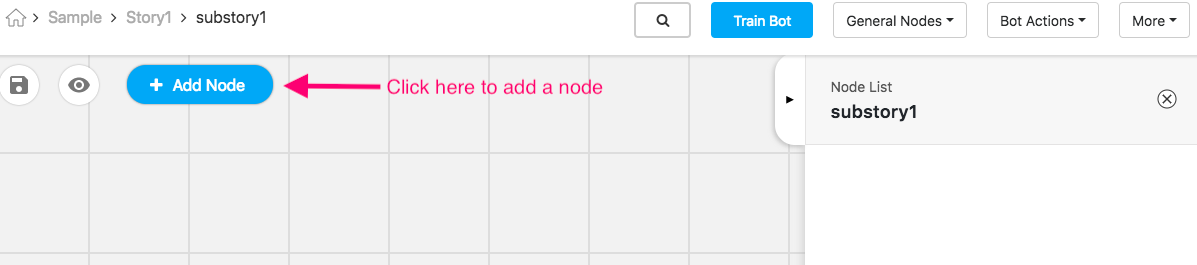 Sample > Story1 > substory1
Train Bot
General Nodes
Bot Actions
More
+ Add Node
Click here to add a node
Node List
substory1